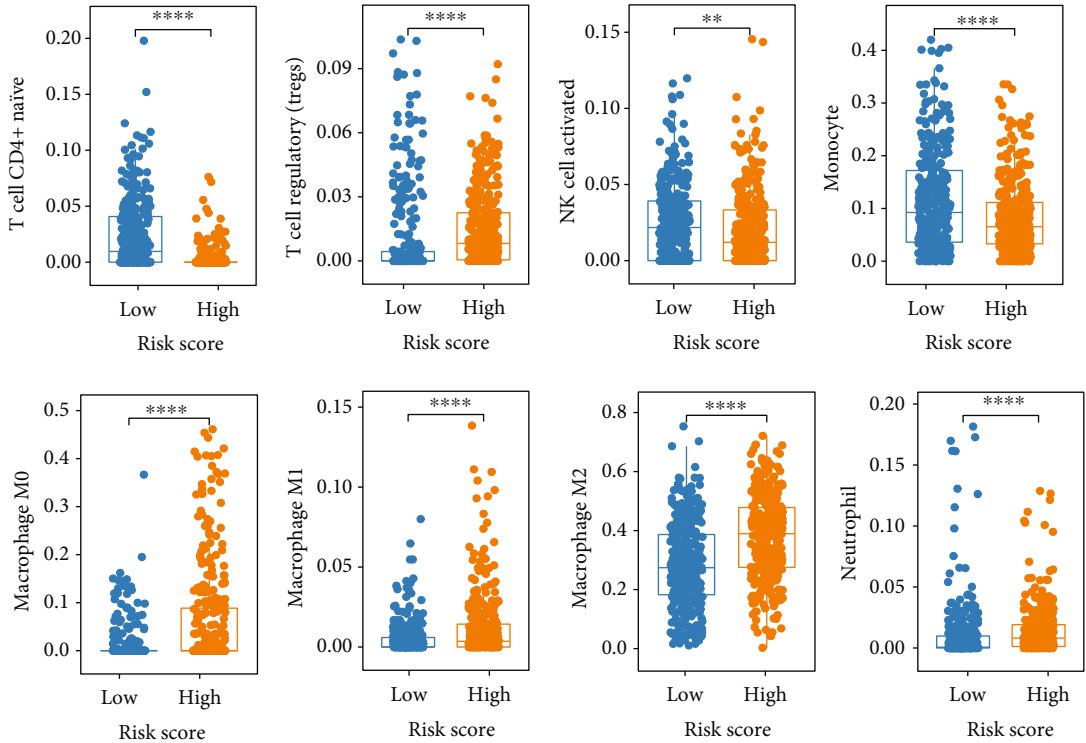 T cell CD4+ naïve
0.20
0.15
0.10
0.05
0.00
****
Low
High
Risk score
T cell regulatory (tregs)
0.09
0.06
0.03
0.00
****
Low
High
Risk score
NK cell activated
0.15
0.10
0.05
0.00
**
Low
High
Risk score
Monocyte
0.4
0.3
0.2
0.1
0.0
****
Low
High
Risk score
Macrophage M0
0.5
0.4
0.3
0.2
0.1
0.0
****
Low
High
Risk score
Macrophage M1
0.15
0.10
0.05
0.00
****
Low
High
Risk score
Macrophage M2
0.8
0.6
0.4
0.2
0.0
****
Low
High
Risk score
Neutrophil
0.20
0.15
0.10
0.05
0.00
****
Low
High
Risk score